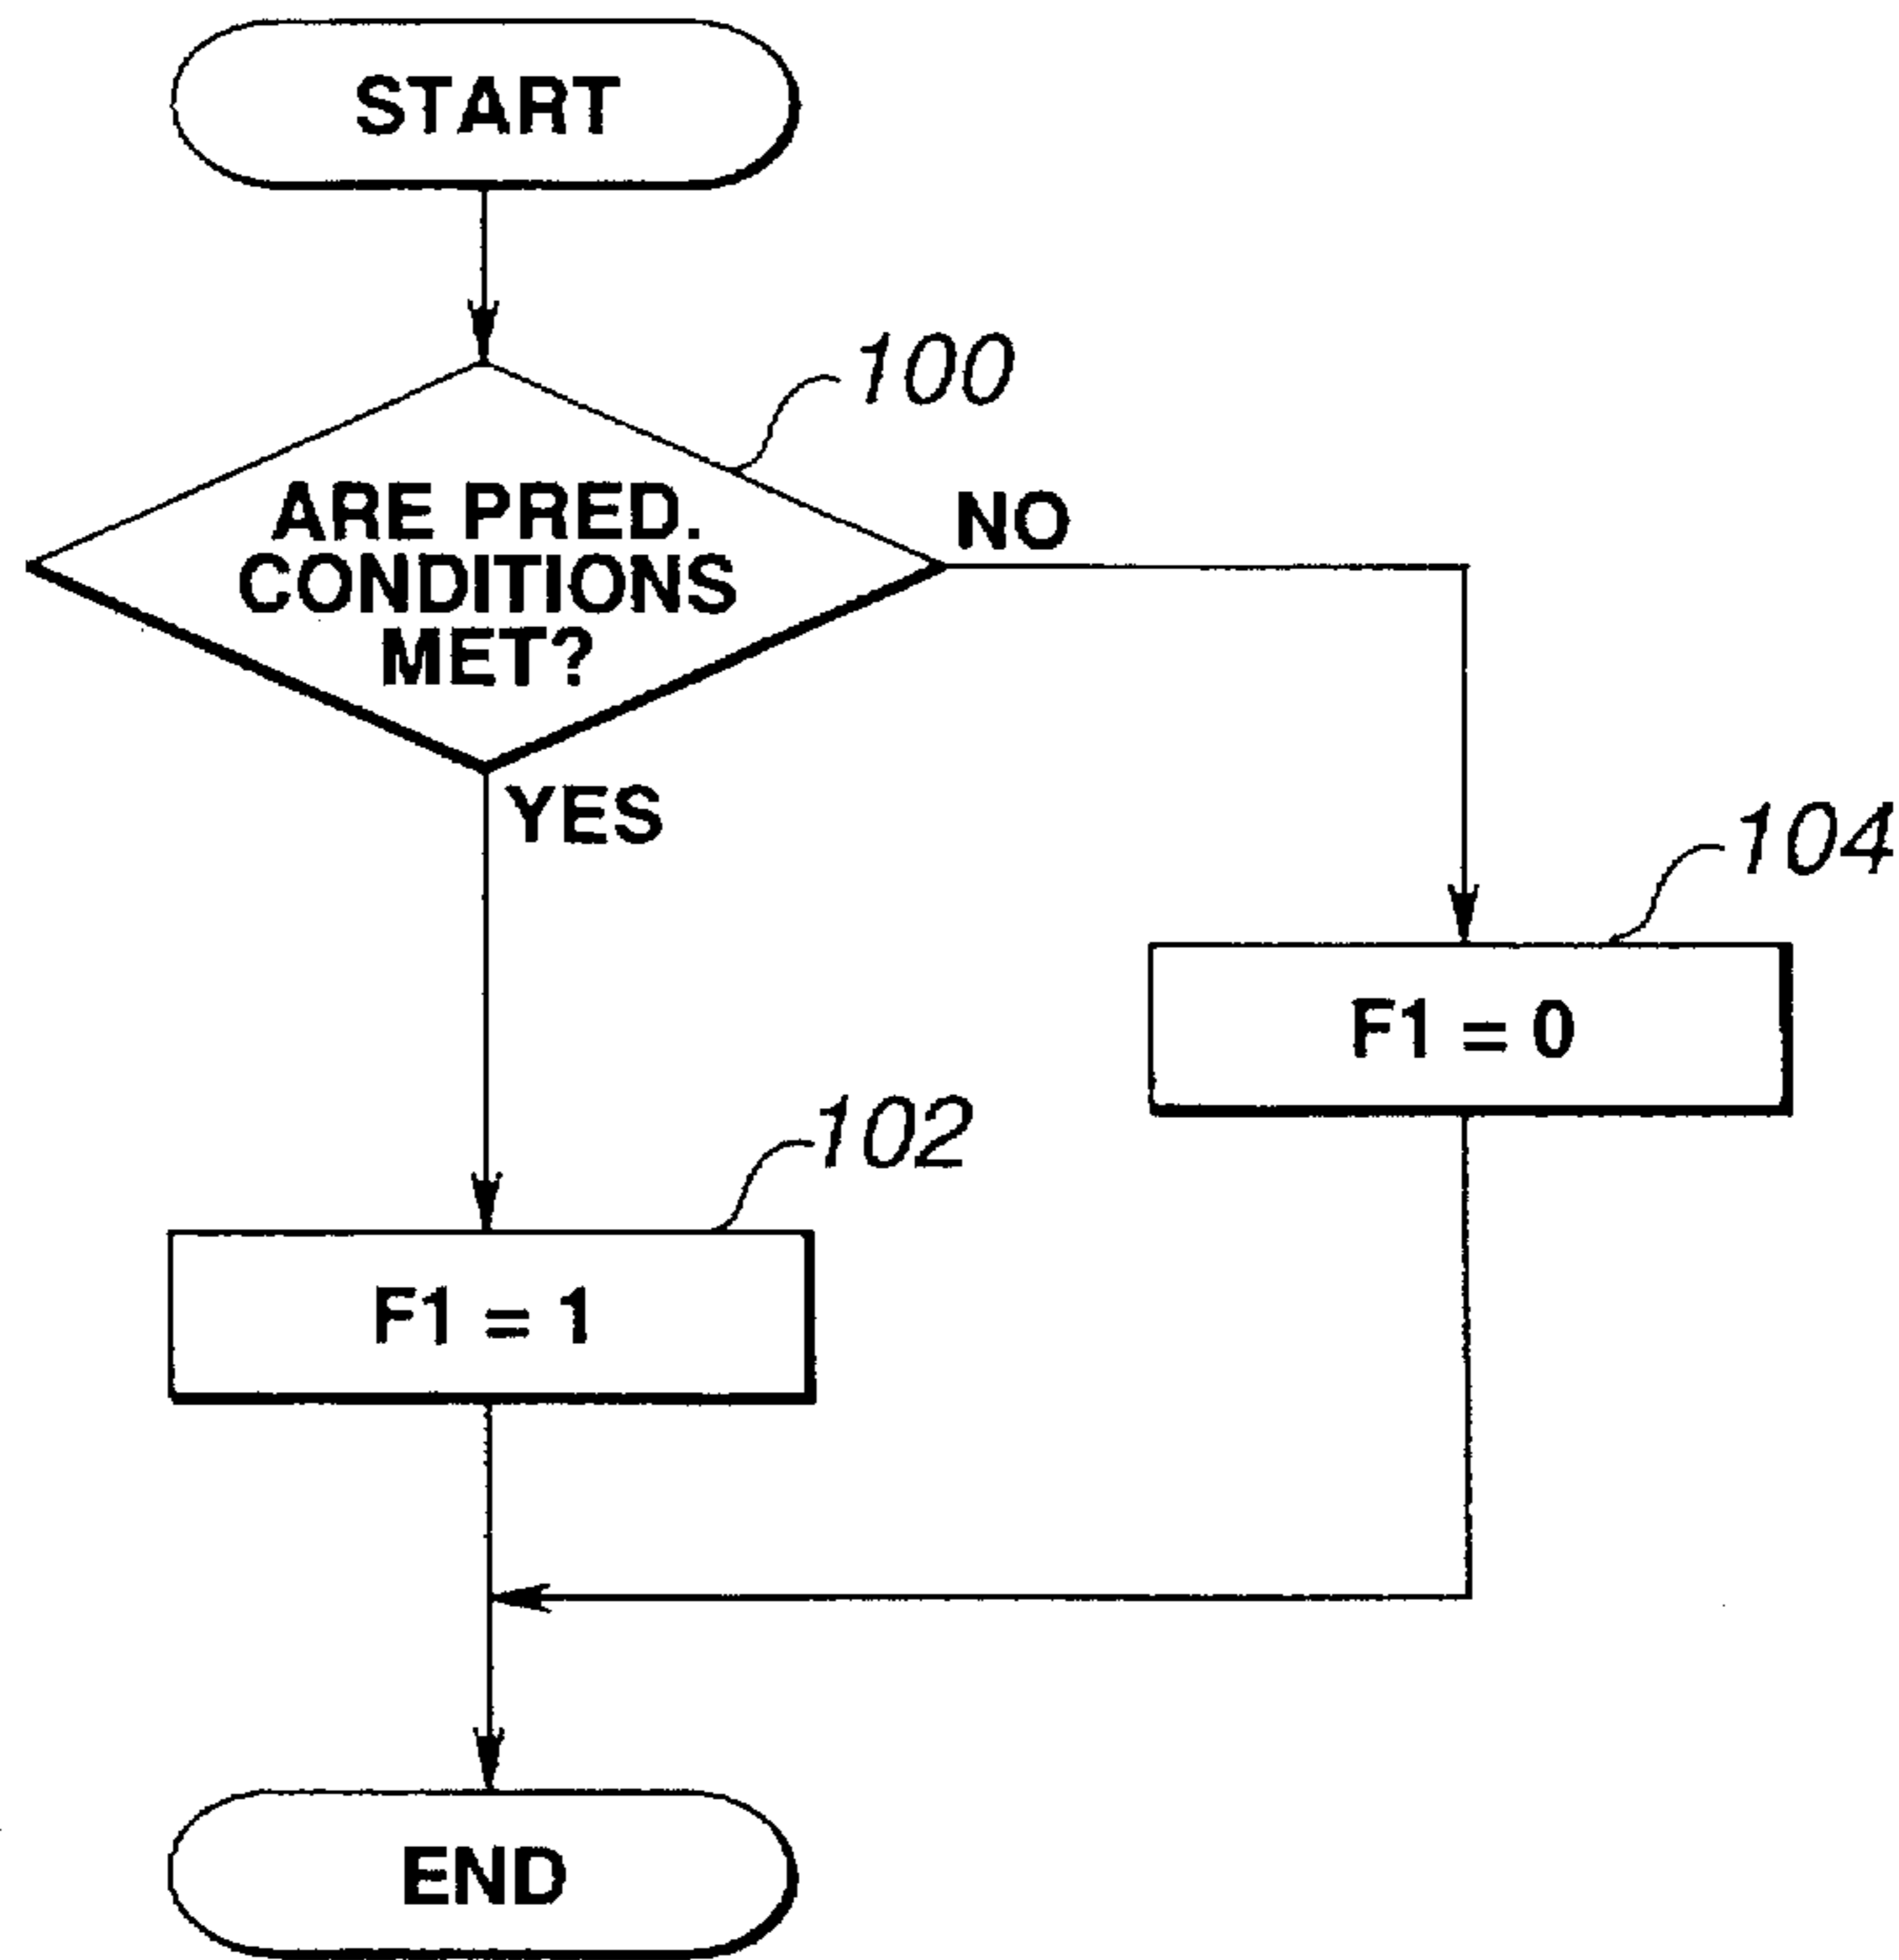 START
100
ARE PRED.
CONDITIONS
MET?
NO
YES
104
F1 = 0
102
F1 = 1
END